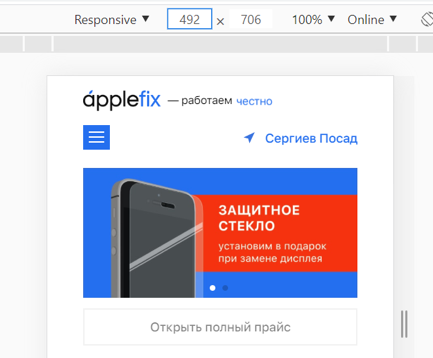 Responsive ▼ 492 × 706 100% ▼ Online ▼
ápplefix — работаем честно
Сергиев Посад
ЗАЩИТНОЕ
СТЕКЛО
установим в подарок
при замене дисплея
Открыть полный прайс